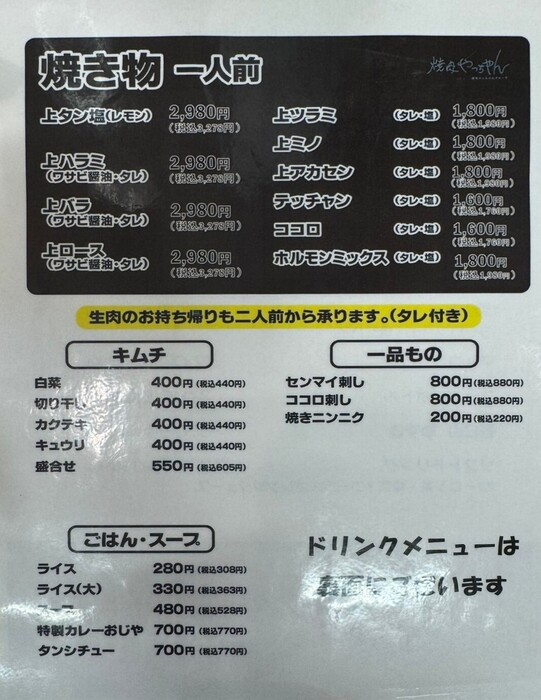 焼き物 一人前
焼肉やっちゃん
上タン塩(レモン) 2,980円
(税込3,278円)
上ハラミ 2,980円
(ワサビ醤油・タレ) (税込3,278円)
上バラ 2,980円
(ワサビ醤油・タレ) (税込3,278円)
上ロース 2,980円
(ワサビ醤油・タレ) (税込3,278円)
上ツラミ (タレ・塩) 1,800円
(税込1,980円)
上ミノ (タレ・塩) 1,800円
(税込1,980円)
上アカセン (タレ・塩) 1,800円
(税込1,980円)
テッチャン (タレ・塩) 1,600円
(税込1,760円)
ココロ (タレ・塩) 1,600円
(税込1,760円)
ホルモンミックス (タレ・塩) 1,800円
(税込1,980円)
生肉のお持ち帰りも二人前から承ります。(タレ付き)
キムチ
白菜 400円(税込440円)
切り干し 400円(税込440円)
カクテキ 400円(税込440円)
キュウリ 400円(税込440円)
盛合せ 550円(税込605円)
一品もの
センマイ刺し 800円(税込880円)
ココロ刺し 800円(税込880円)
焼きニンニク 200円(税込220円)
ごはん・スープ
ライス 280円(税込308円)
ライス(大) 330円(税込363円)
480円(税込528円)
特製カレーおじや 700円(税込770円)
タンシチュー 700円(税込770円)
ドリンクメニューは
裏面にございます